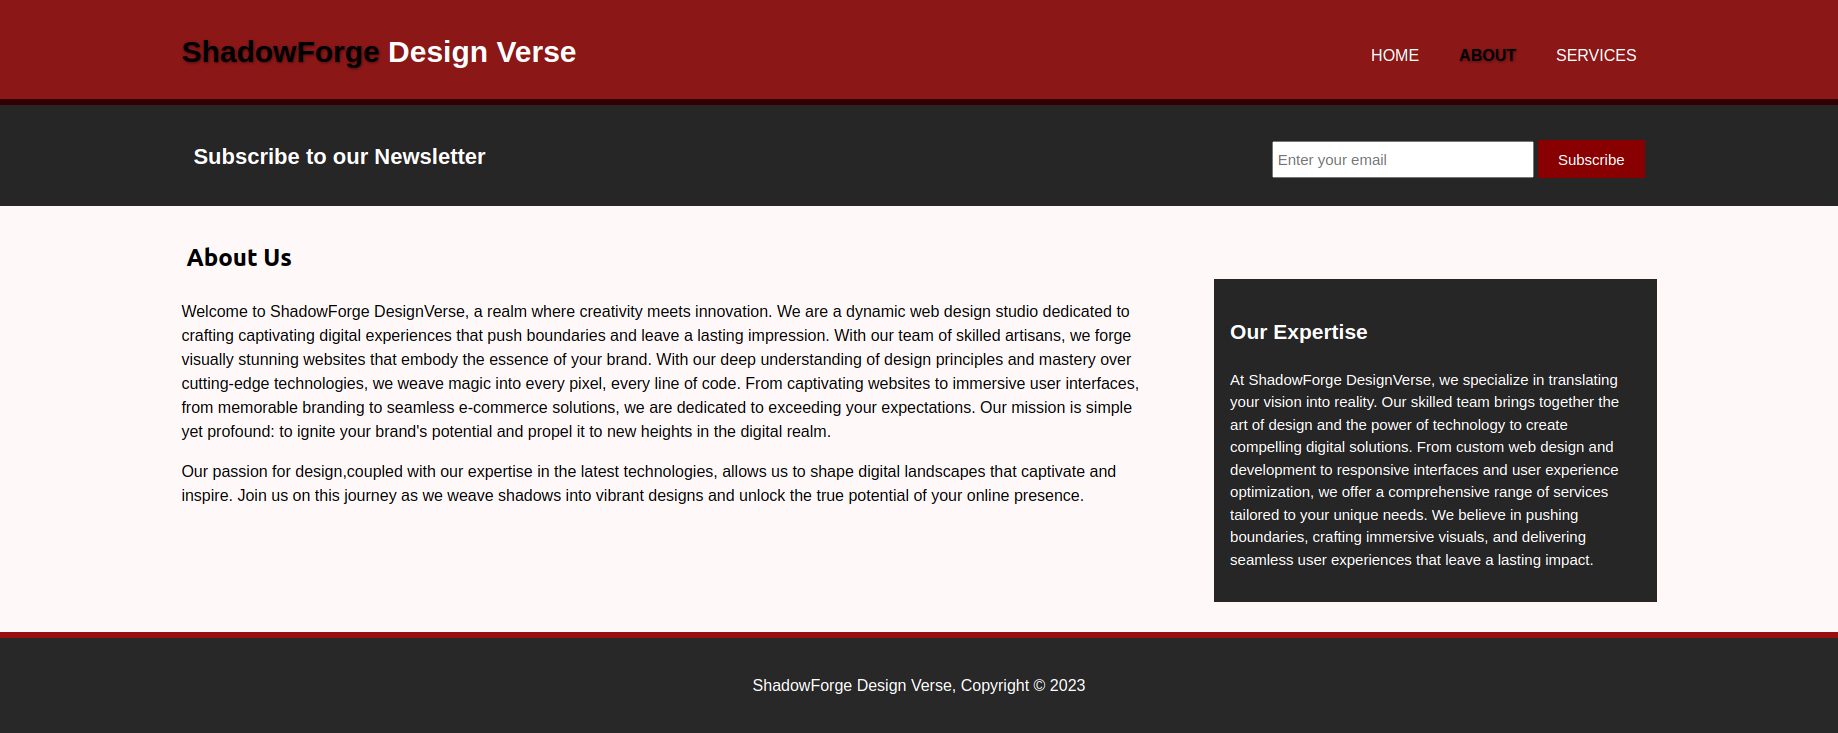 ShadowForge Design Verse
HOME ABOUT SERVICES
Subscribe to our Newsletter
Enter your email Subscribe
About Us
Welcome to ShadowForge DesignVerse, a realm where creativity meets innovation. We are a dynamic web design studio dedicated to
crafting captivating digital experiences that push boundaries and leave a lasting impression. With our team of skilled artisans, we forge
visually stunning websites that embody the essence of your brand. With our deep understanding of design principles and mastery over
cutting-edge technologies, we weave magic into every pixel, every line of code. From captivating websites to immersive user interfaces,
from memorable branding to seamless e-commerce solutions, we are dedicated to exceeding your expectations. Our mission is simple
yet profound: to ignite your brand's potential and propel it to new heights in the digital realm.
Our passion for design,coupled with our expertise in the latest technologies, allows us to shape digital landscapes that captivate and
inspire. Join us on this journey as we weave shadows into vibrant designs and unlock the true potential of your online presence.
Our Expertise
At ShadowForge DesignVerse, we specialize in translating
your vision into reality. Our skilled team brings together the
art of design and the power of technology to create
compelling digital solutions. From custom web design and
development to responsive interfaces and user experience
optimization, we offer a comprehensive range of services
tailored to your unique needs. We believe in pushing
boundaries, crafting immersive visuals, and delivering
seamless user experiences that leave a lasting impact.
ShadowForge Design Verse, Copyright © 2023